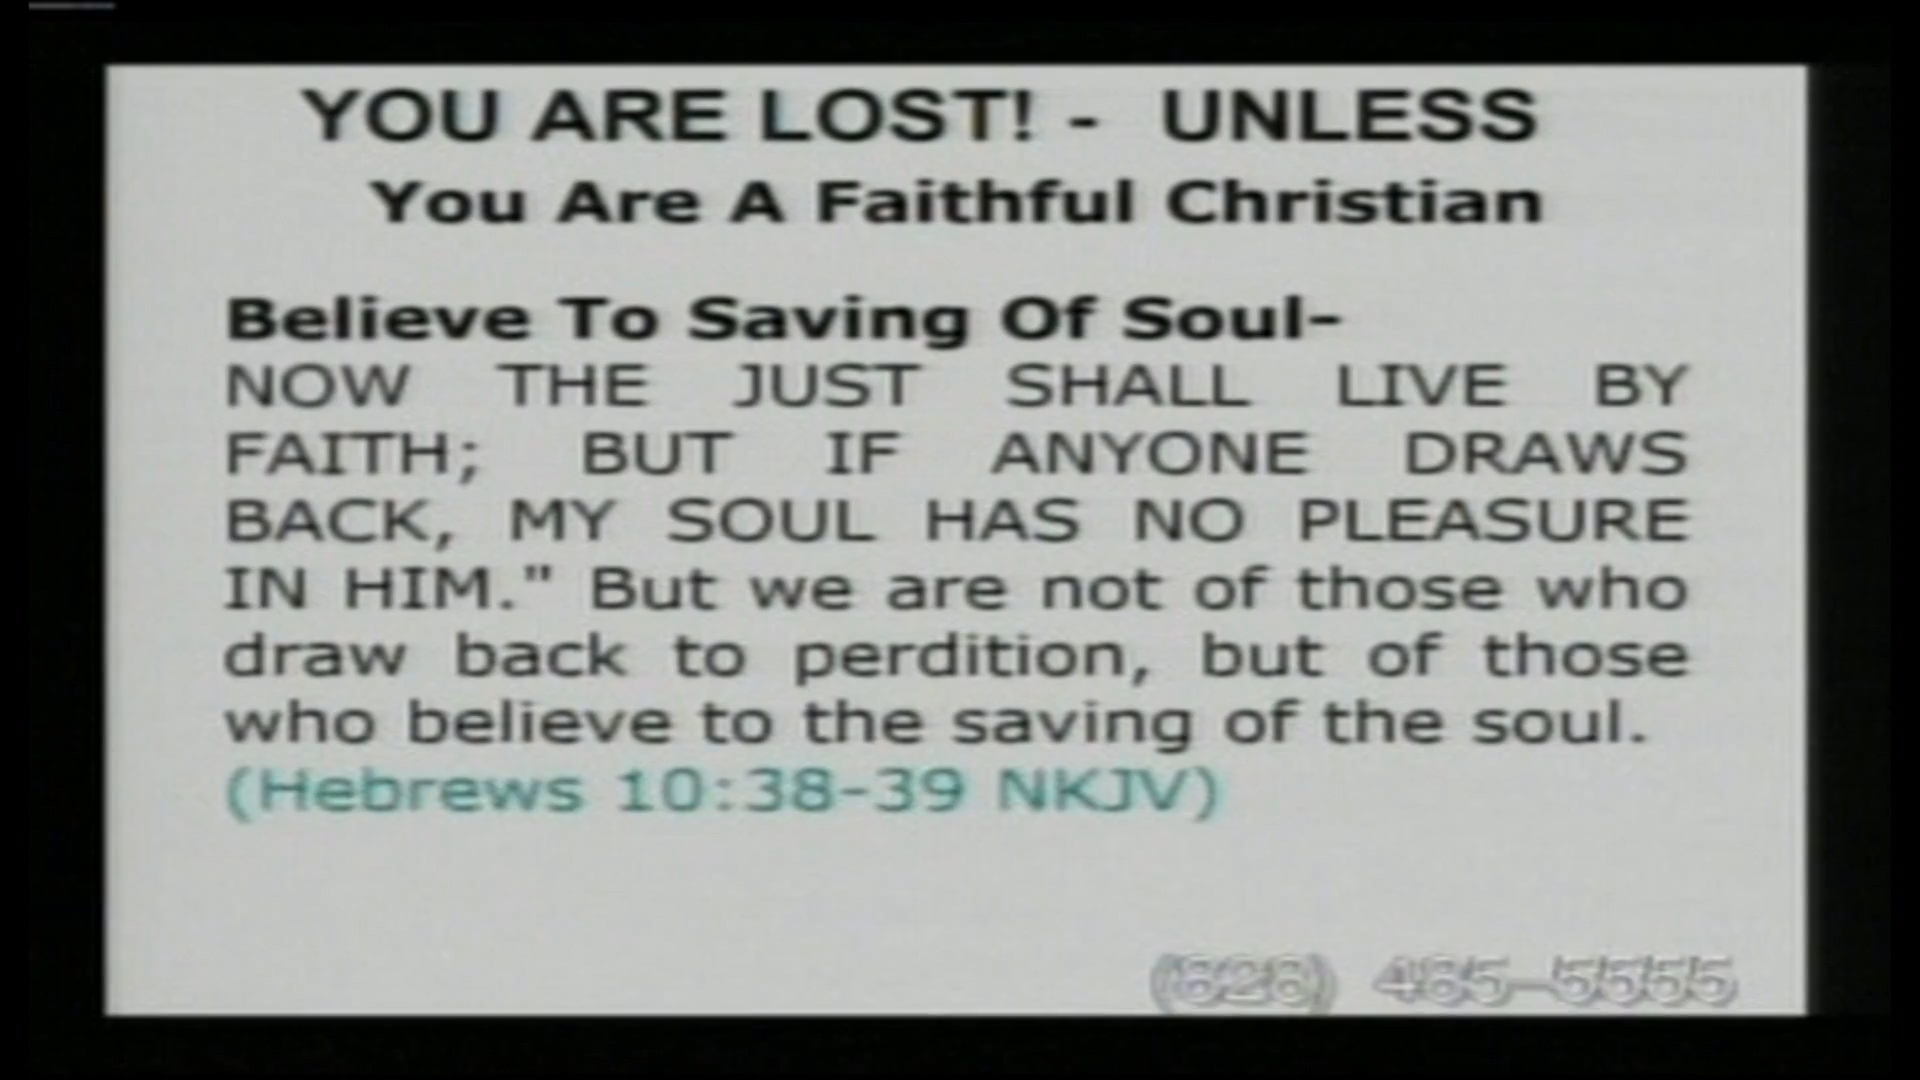 YOU ARE LOST! - UNLESS
You Are A Faithful Christian
Believe To Saving Of Soul-
NOW THE JUST SHALL LIVE BY
FAITH; BUT IF ANYONE DRAWS
BACK, MY SOUL HAS NO PLEASURE
IN HIM." But we are not of those who
draw back to perdition, but of those
who believe to the saving of the soul.
(Hebrews 10:38-39 NKJV)
(626) 465-5555